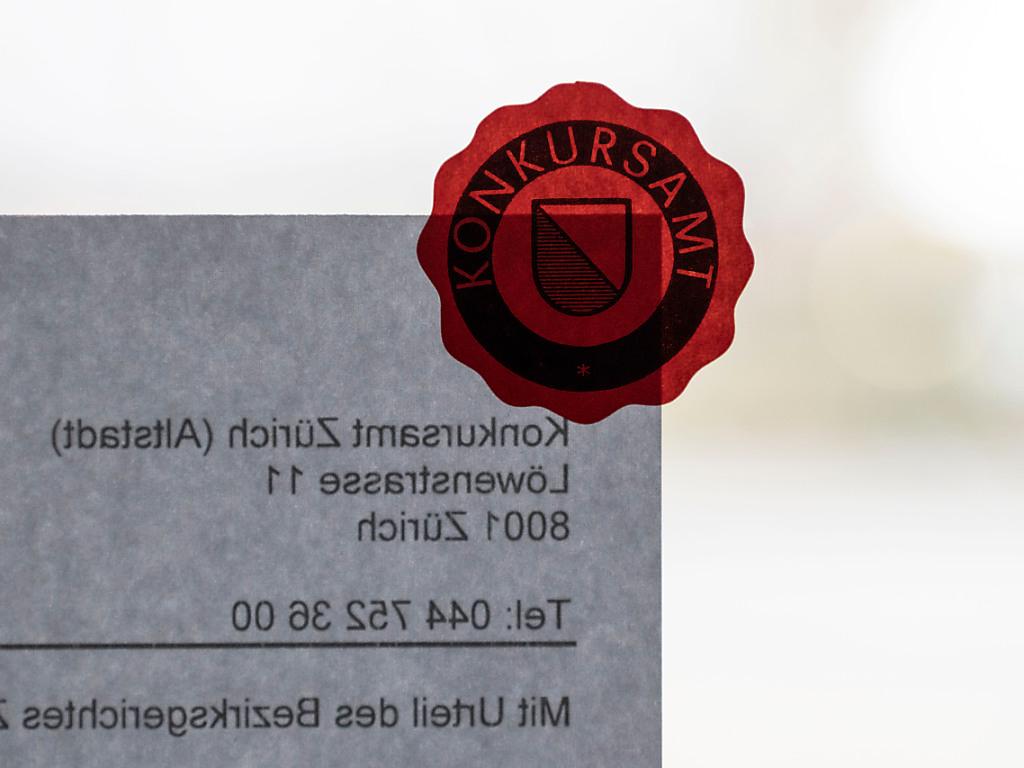 KONKURSAMT
*
Konkursamt Zürich (Altstadt)
Löwenstrasse 11
8001 Zürich
Tel: 044 752 36 00
Mit Urteil des Bezirksgerichtes